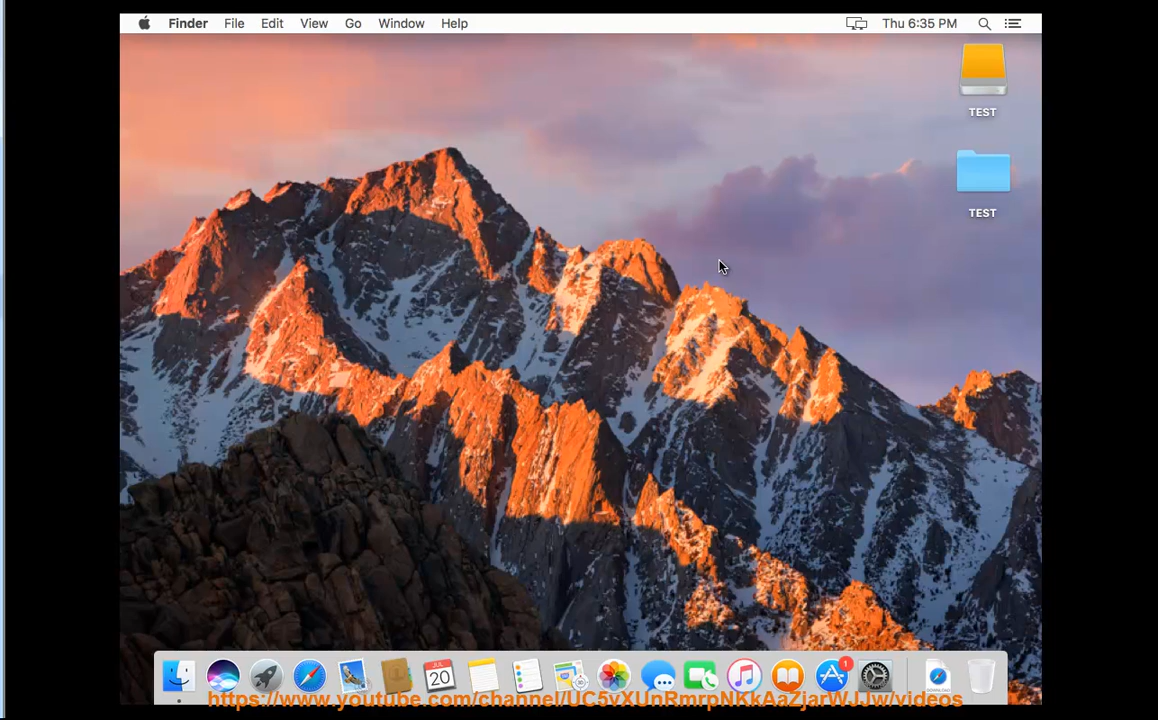 Finder File Edit View Go Window Help Thu 6:35 PM
TEST
TEST
1
JUL
20
https://www.youtube.com/channel/UC5vXUnRmrpNKkAaZjarWJJw/videos